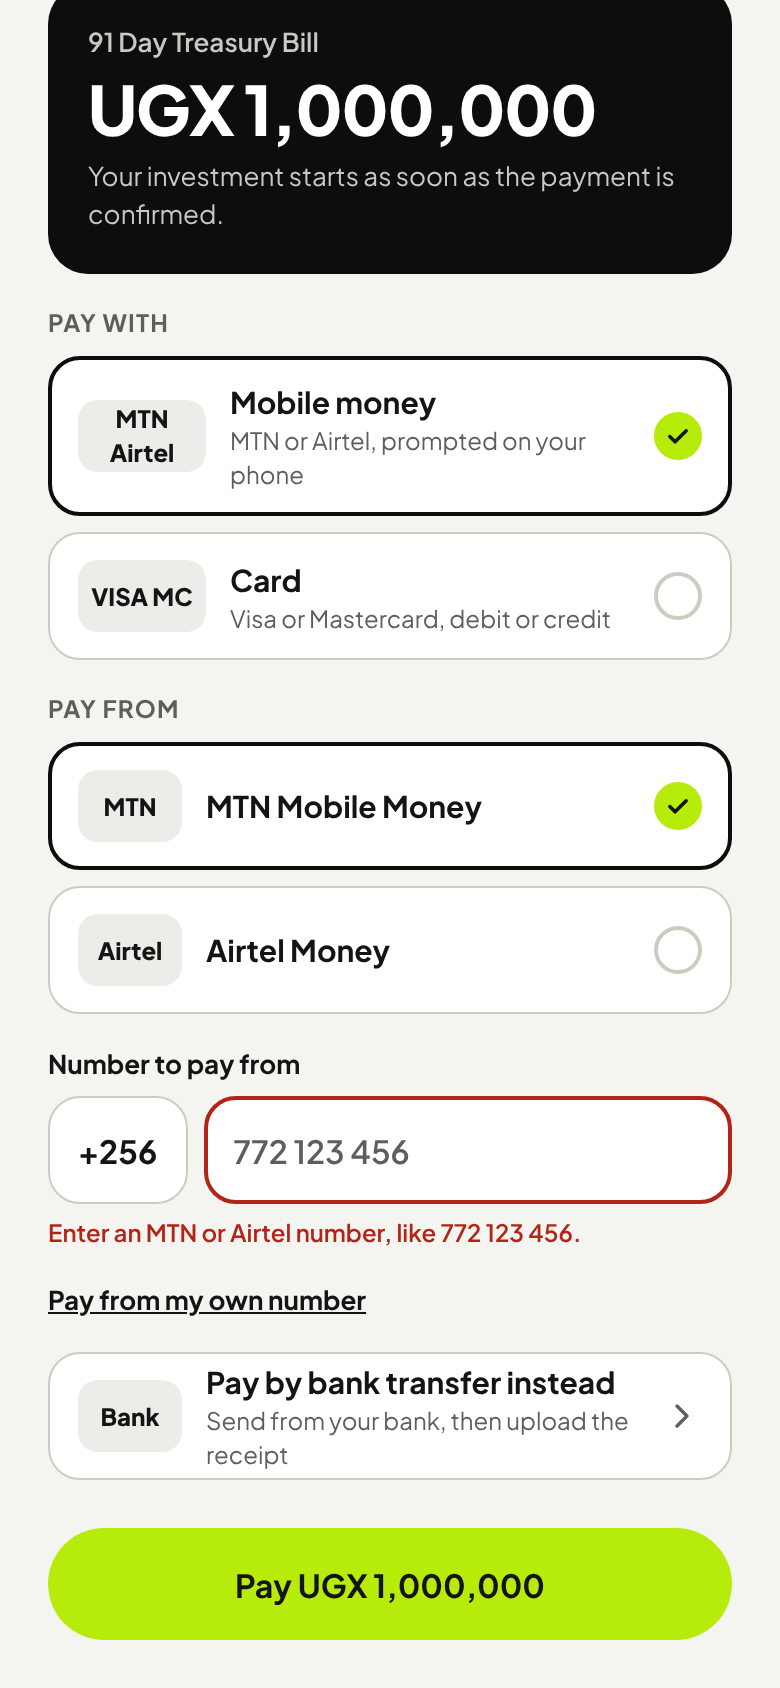 91 Day Treasury Bill
UGX 1,000,000
Your investment starts as soon as the payment is
confirmed.
PAY WITH
MTN
Airtel
Mobile money
MTN or Airtel, prompted on your
phone
VISA MC
Card
Visa or Mastercard, debit or credit
PAY FROM
MTN
MTN Mobile Money
Airtel
Airtel Money
Number to pay from
+256
772 123 456
Enter an MTN or Airtel number, like 772 123 456.
Pay from my own number
Bank
Pay by bank transfer instead
Send from your bank, then upload the
receipt
Pay UGX 1,000,000